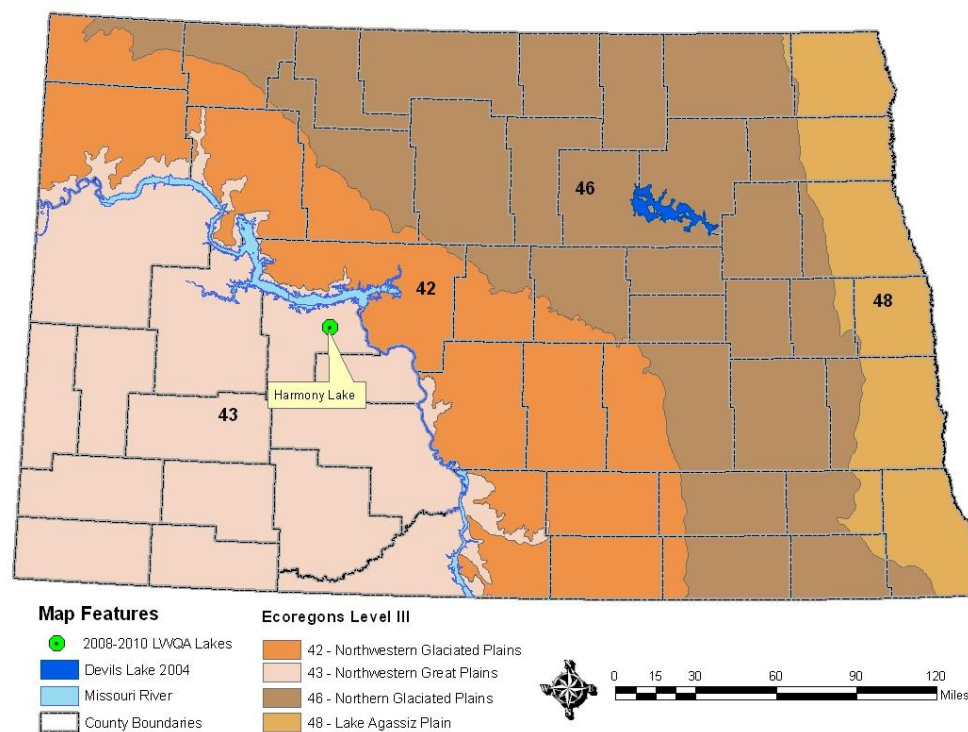 46
42
48
Harmony Lake
43
Map Features
2008-2010 LWQA Lakes
Devils Lake 2004
Missouri River
County Boundaries
Ecoregons Level III
42 - Northwestern Glaciated Plains
43 - Northwestern Great Plains
46 - Northern Glaciated Plains
48 - Lake Agassiz Plain
N
E
S
W
0 15 30 60 90 120
Miles